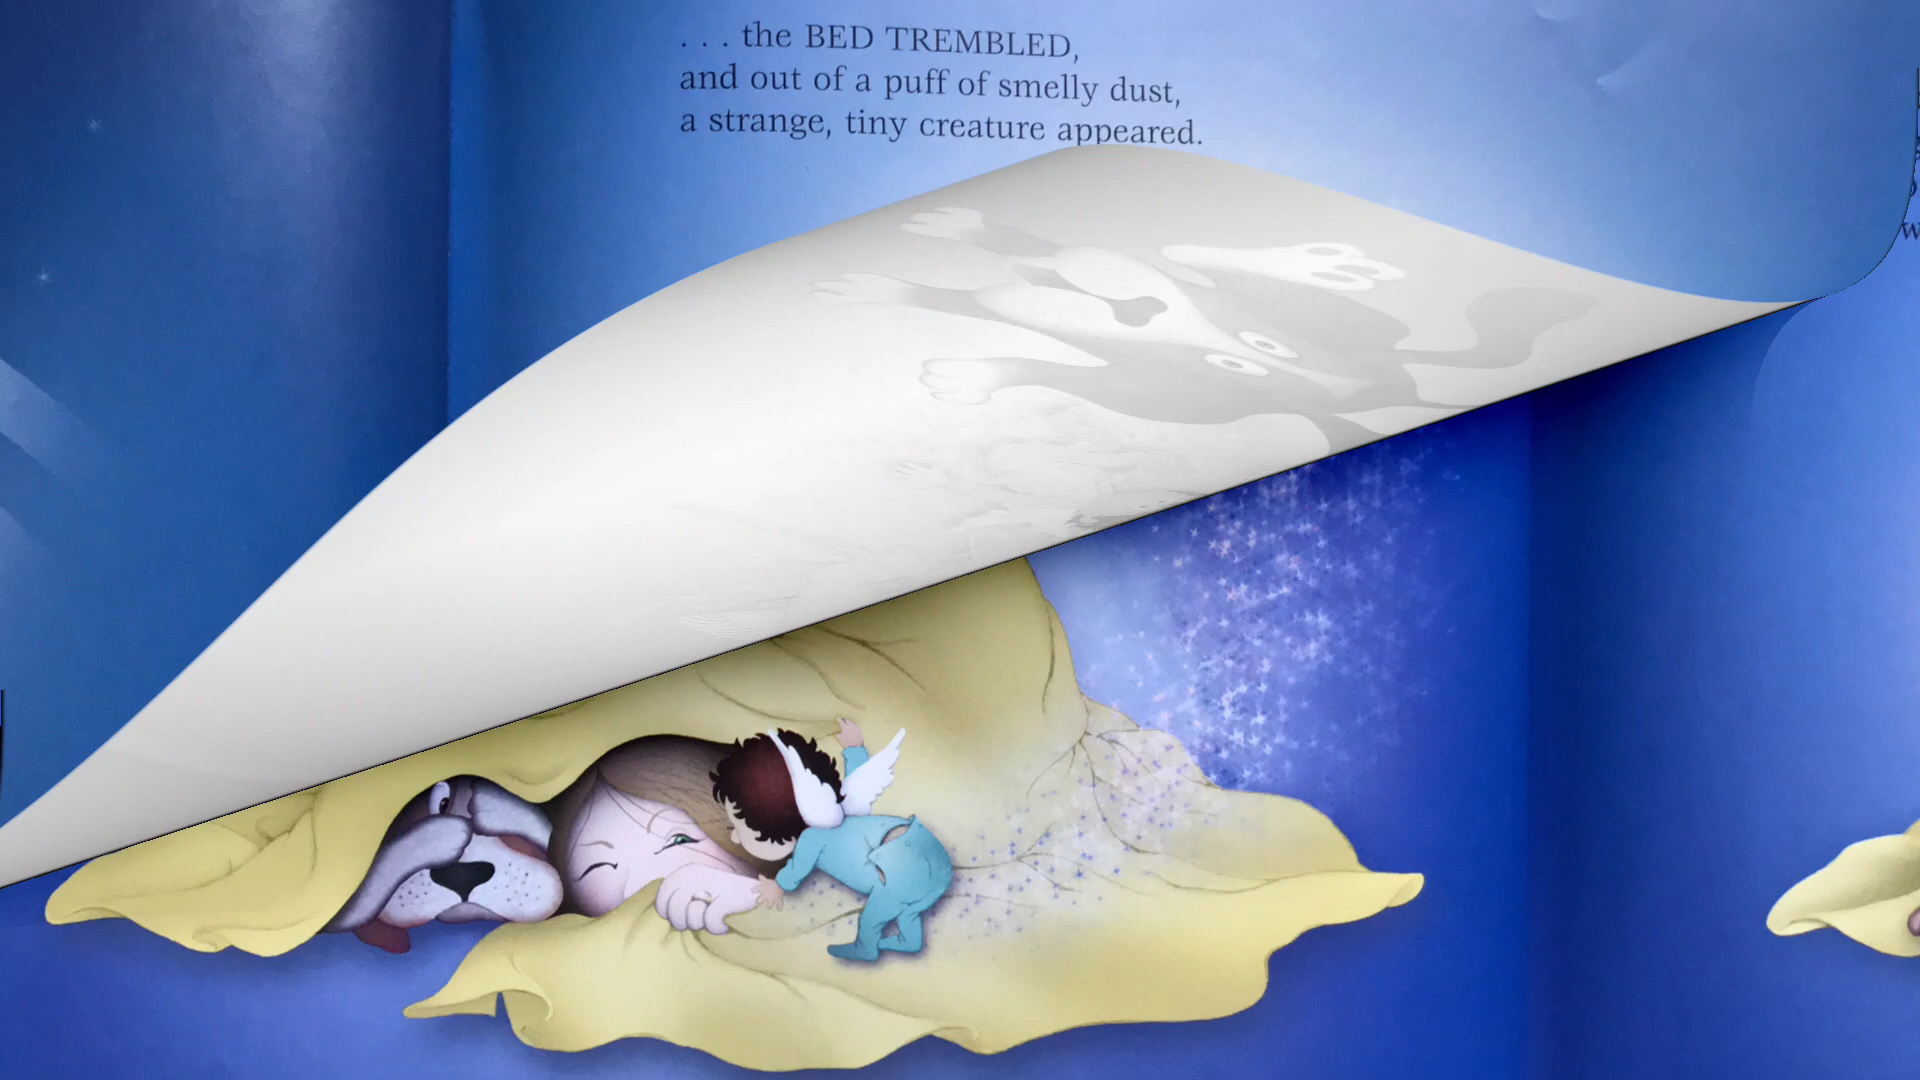 . . . the BED TREMBLED,
and out of a puff of smelly dust,
a strange, tiny creature appeared.